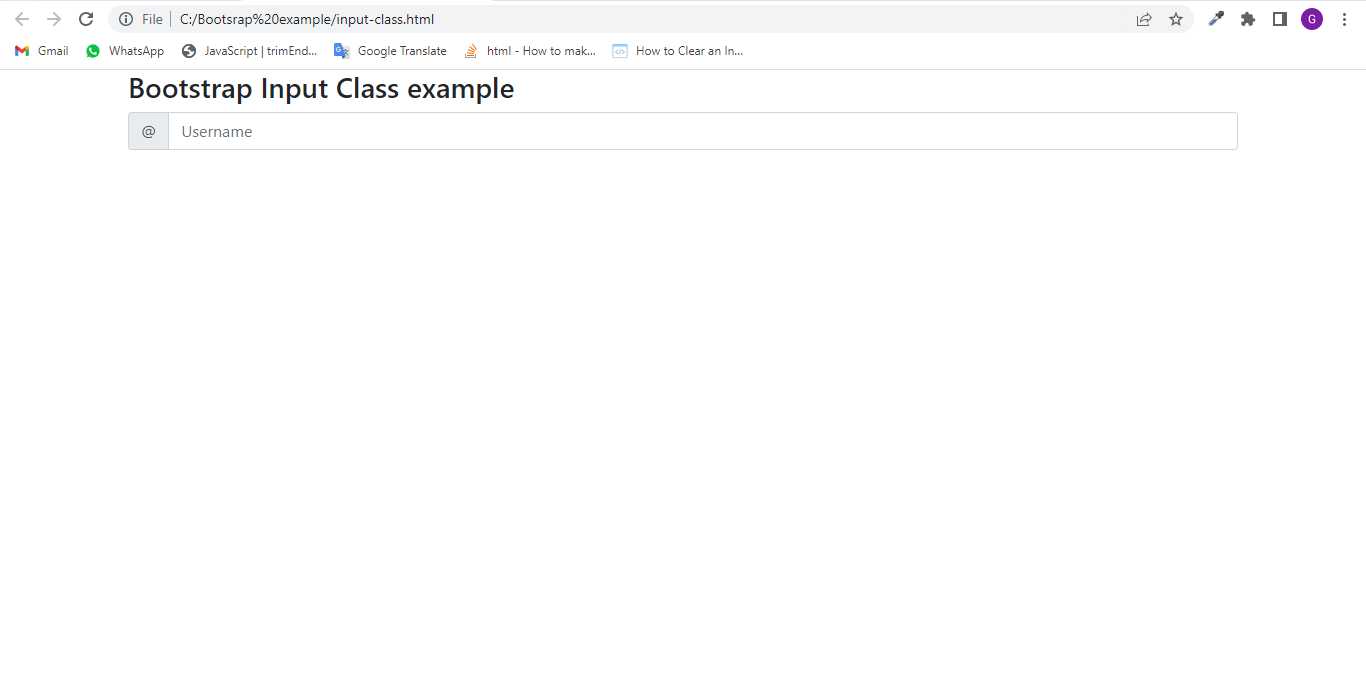 File C:/Bootsrap%20example/input-class.html G
Gmail WhatsApp JavaScript | trimEnd... Google Translate html - How to mak... How to Clear an In...
Bootstrap Input Class example
@ Username